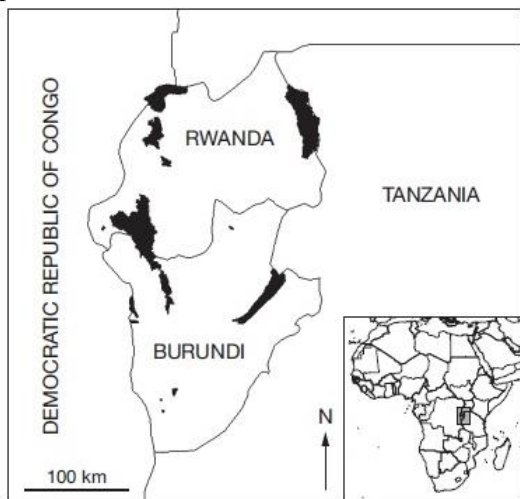 DEMOCRATIC REPUBLIC OF CONGO
RWANDA
TANZANIA
BURUNDI
N
100 km